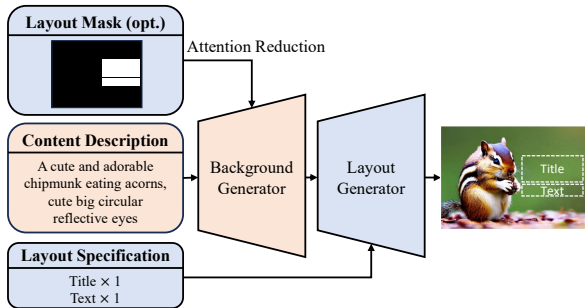 Layout Mask (opt.)
Attention Reduction
Content Description
A cute and adorable
chipmunk eating acorns,
cute big circular
reflective eyes
Background
Generator
Layout
Generator
Title
Text
Layout Specification
Title × 1
Text × 1